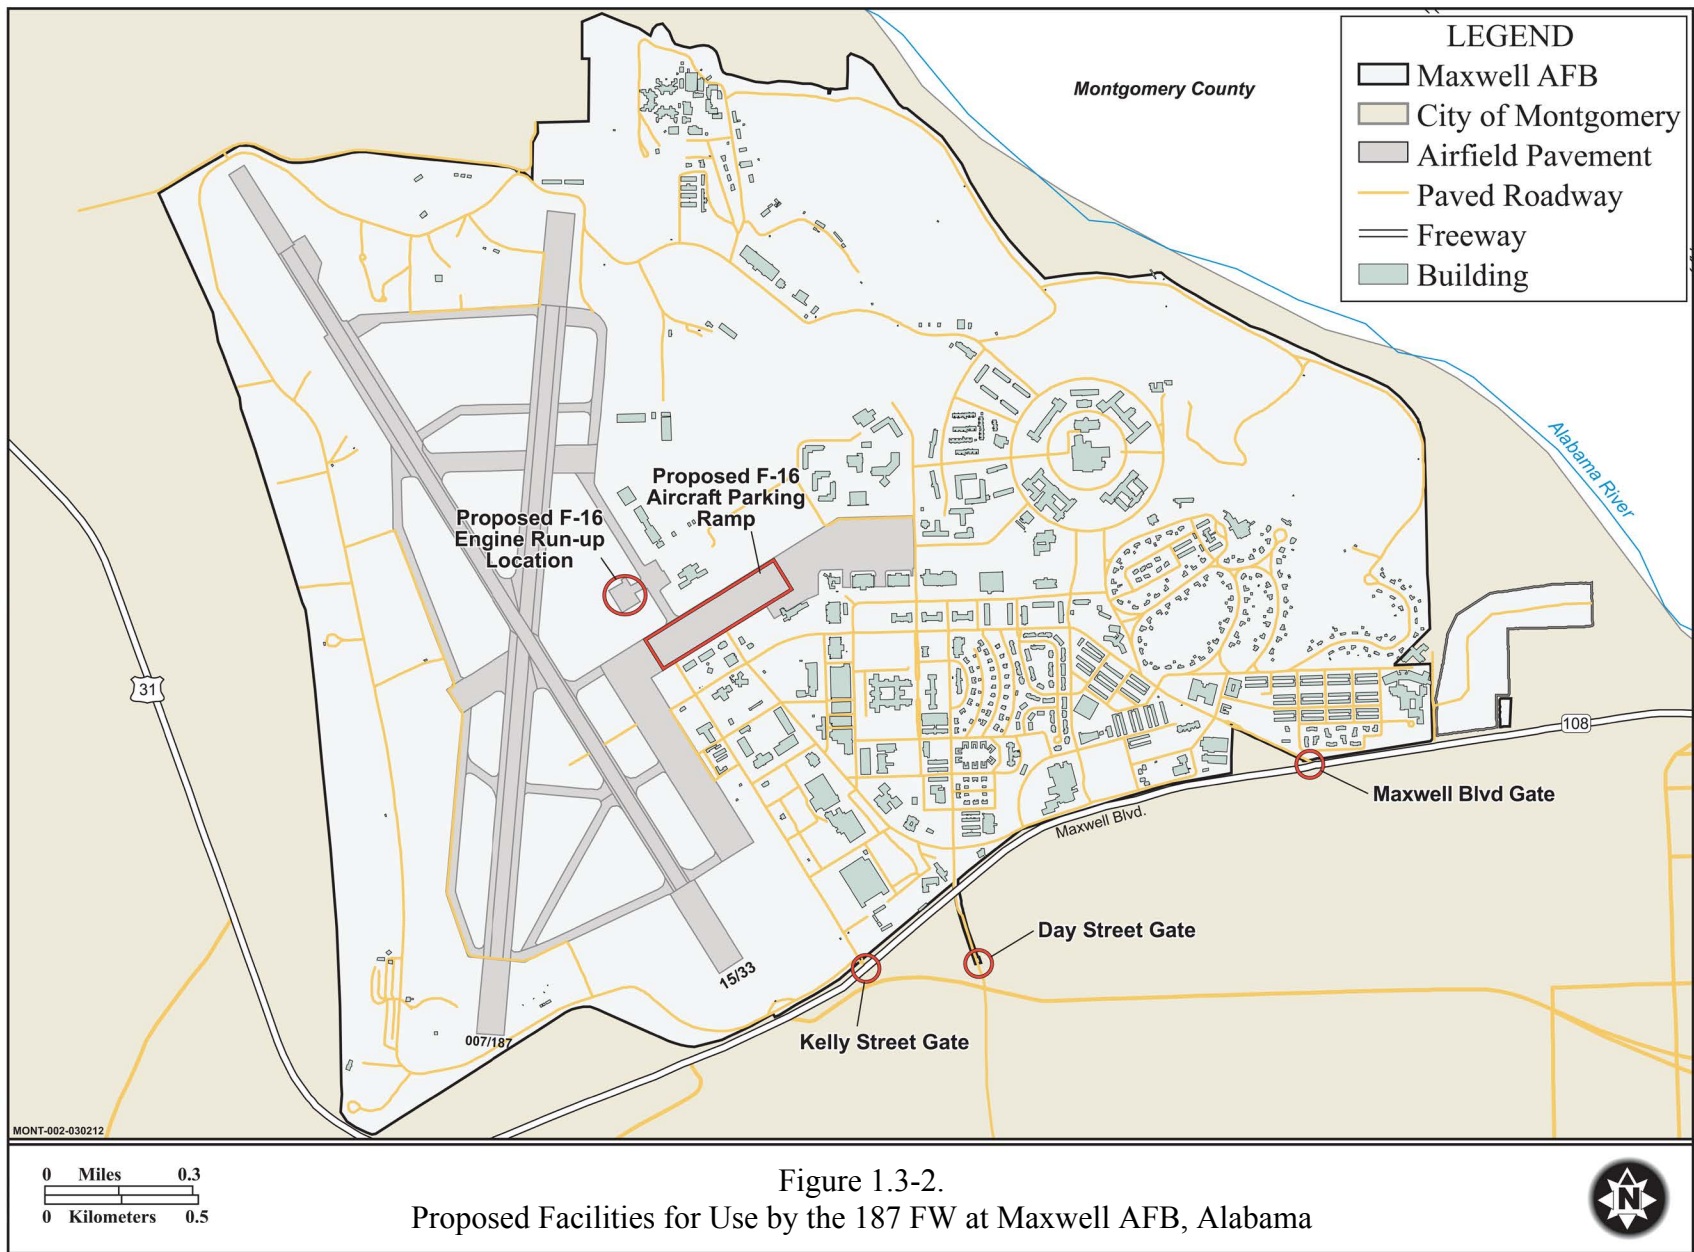 Montgomery County
LEGEND
Maxwell AFB
City of Montgomery
Airfield Pavement
Paved Roadway
Freeway
Building
Alabama River
Proposed F-16
Aircraft Parking
Ramp
Proposed F-16
Engine Run-up
Location
31
108
Maxwell Blvd Gate
Maxwell Blvd.
Day Street Gate
15/33
Kelly Street Gate
007/187
MONT-002-030212
0 Miles 0.3
0 Kilometers 0.5
Figure 1.3-2.
Proposed Facilities for Use by the 187 FW at Maxwell AFB, Alabama
N